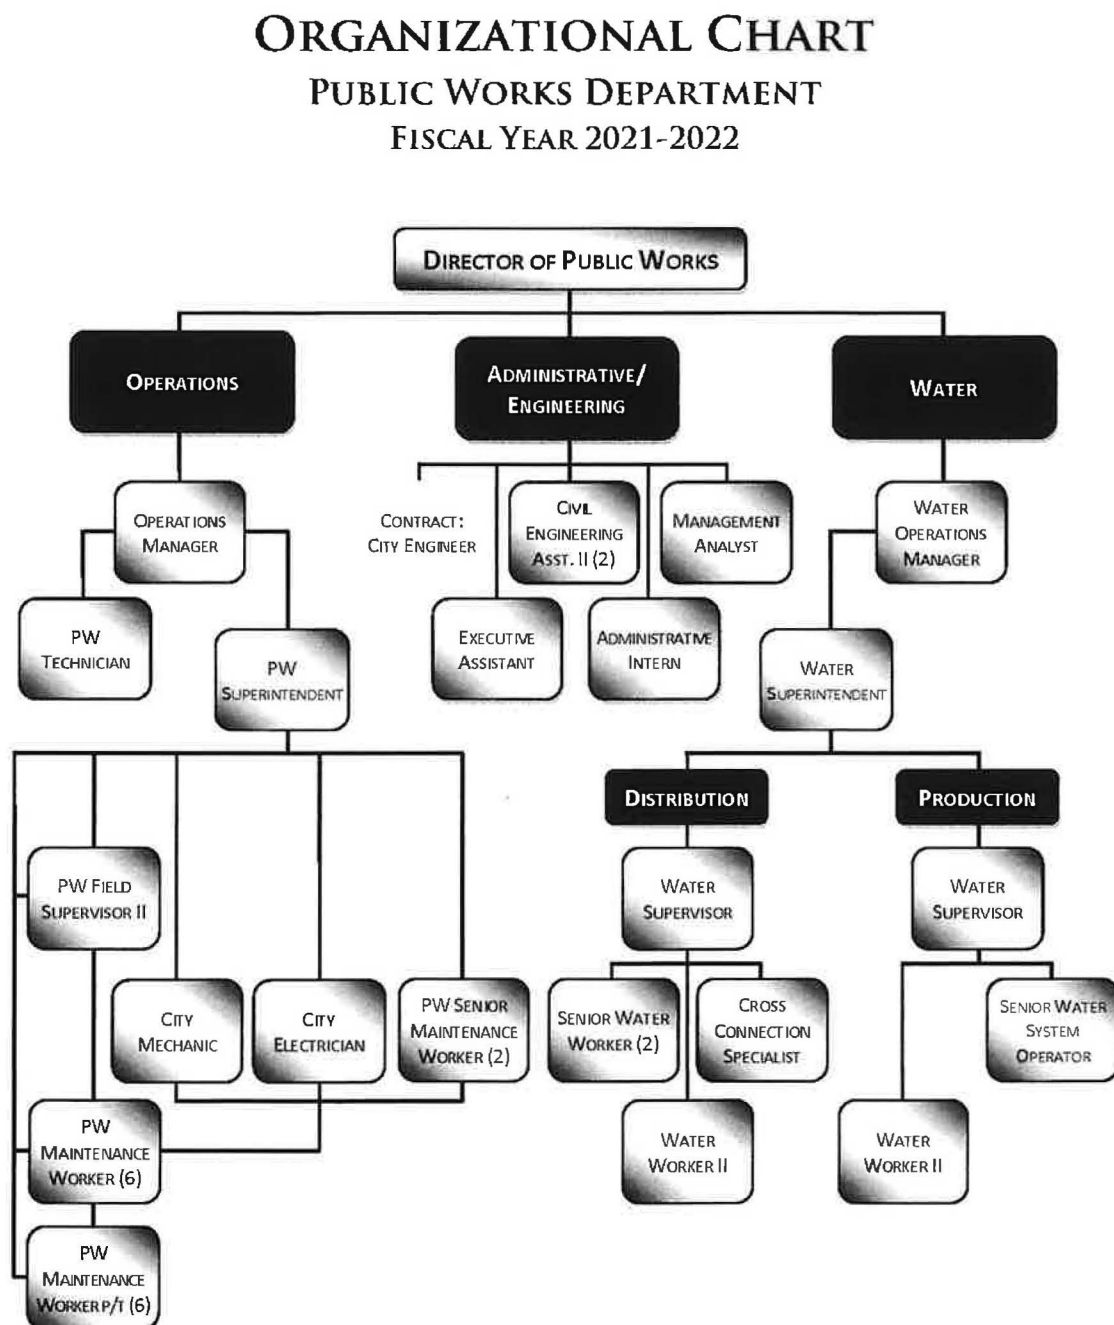 ORGANIZATIONAL CHART
PUBLIC WORKS DEPARTMENT
FISCAL YEAR 2021-2022
DIRECTOR OF PUBLIC WORKS
OPERATIONS
ADMINISTRATIVE/
ENGINEERING
WATER
OPERATIONS
MANAGER
CONTRACT:
CITY ENGINEER
CIVIL
ENGINEERING
ASST. II (2)
MANAGEMENT
ANALYST
WATER
OPERATIONS
MANAGER
PW
TECHNICIAN
PW
SUPERINTENDENT
EXECUTIVE
ASSISTANT
ADMINISTRATIVE
INTERN
WATER
SUPERINTENDENT
DISTRIBUTION
PRODUCTION
PW FIELD
SUPERVISOR II
WATER
SUPERVISOR
WATER
SUPERVISOR
CITY
MECHANIC
CITY
ELECTRICIAN
PW SENIOR
MAINTENANCE
WORKER (2)
SENIOR WATER
WORKER (2)
CROSS
CONNECTION
SPECIALIST
SENIOR WATER
SYSTEM
OPERATOR
PW
MAINTENANCE
WORKER (6)
WATER
WORKER II
WATER
WORKER II
PW
MAINTENANCE
WORKER P/T (6)